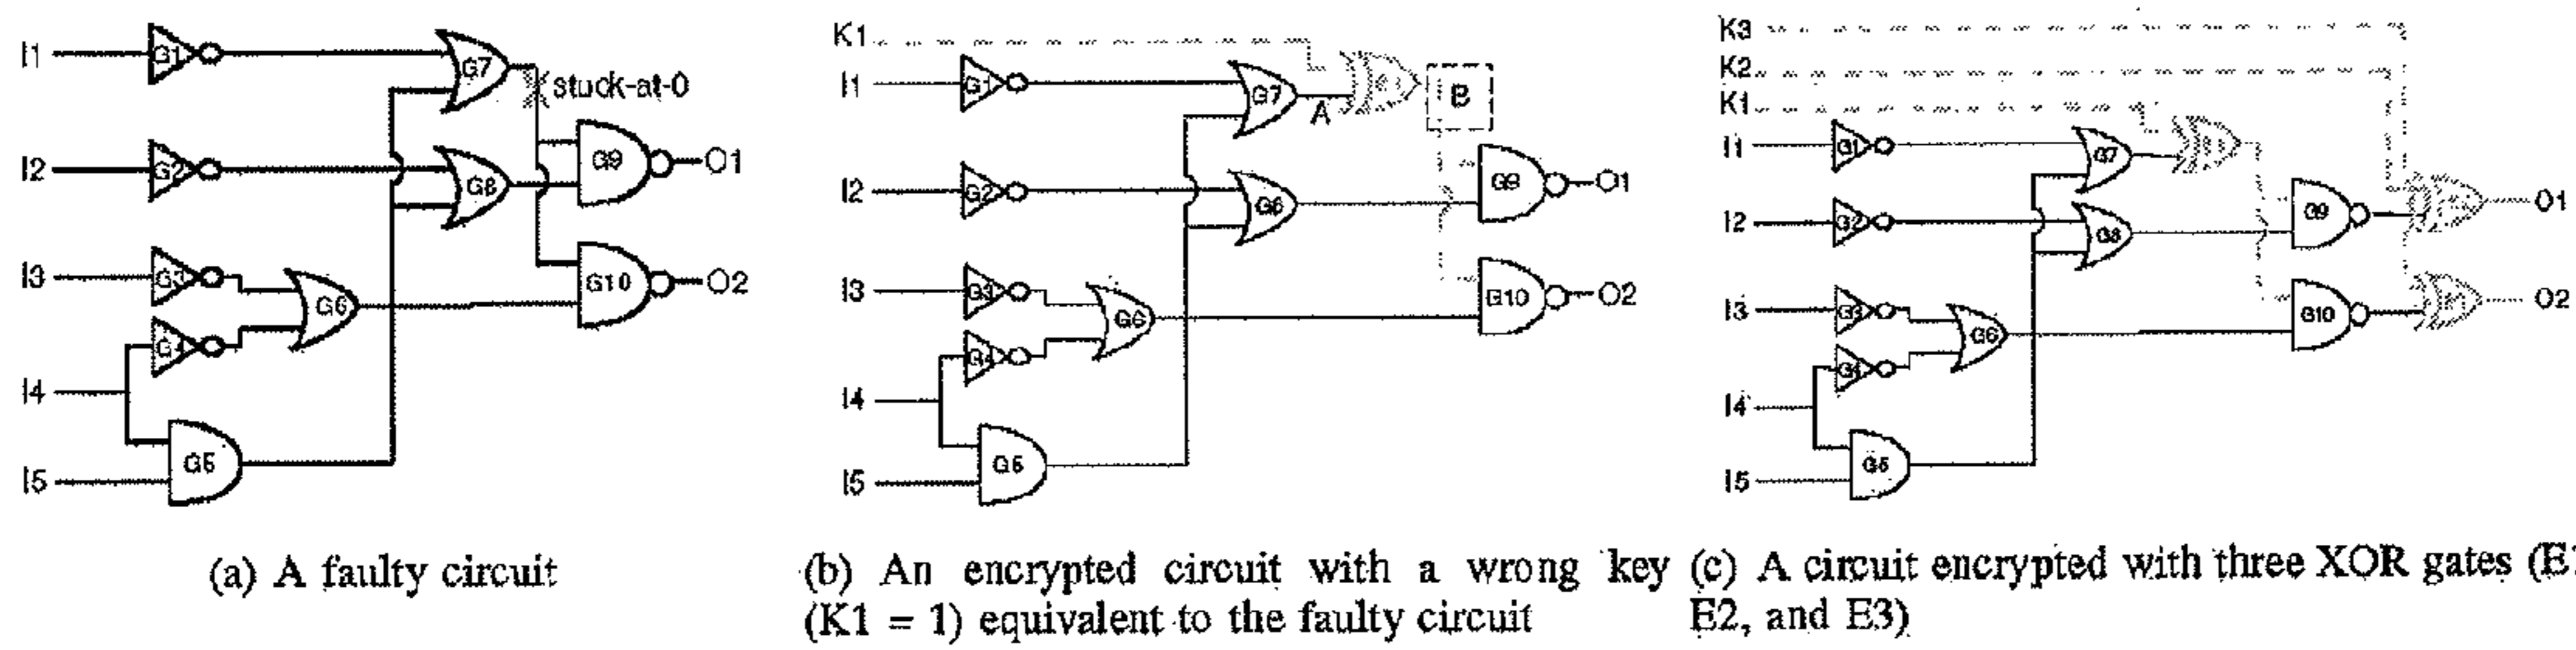 I1
G1
G7
stuck-at-0
I2
G2
G8
G9
O1
I3
G3
G6
G10
O2
I4
I5
G5
(a) A faulty circuit
K1
I1
G1
G7
A
B
I2
G2
G9
O1
I3
G3
G6
G10
O2
G4
I4
I5
G5
(b) An encrypted circuit with a wrong key
(K1 = 1) equivalent to the faulty circuit
K3
K2
K1
I1
G1
G7
I2
G2
G8
G9
O1
I3
G3
G6
G10
O2
G4
I4
I5
G5
(c) A circuit encrypted with three XOR gates
E2, and E3)